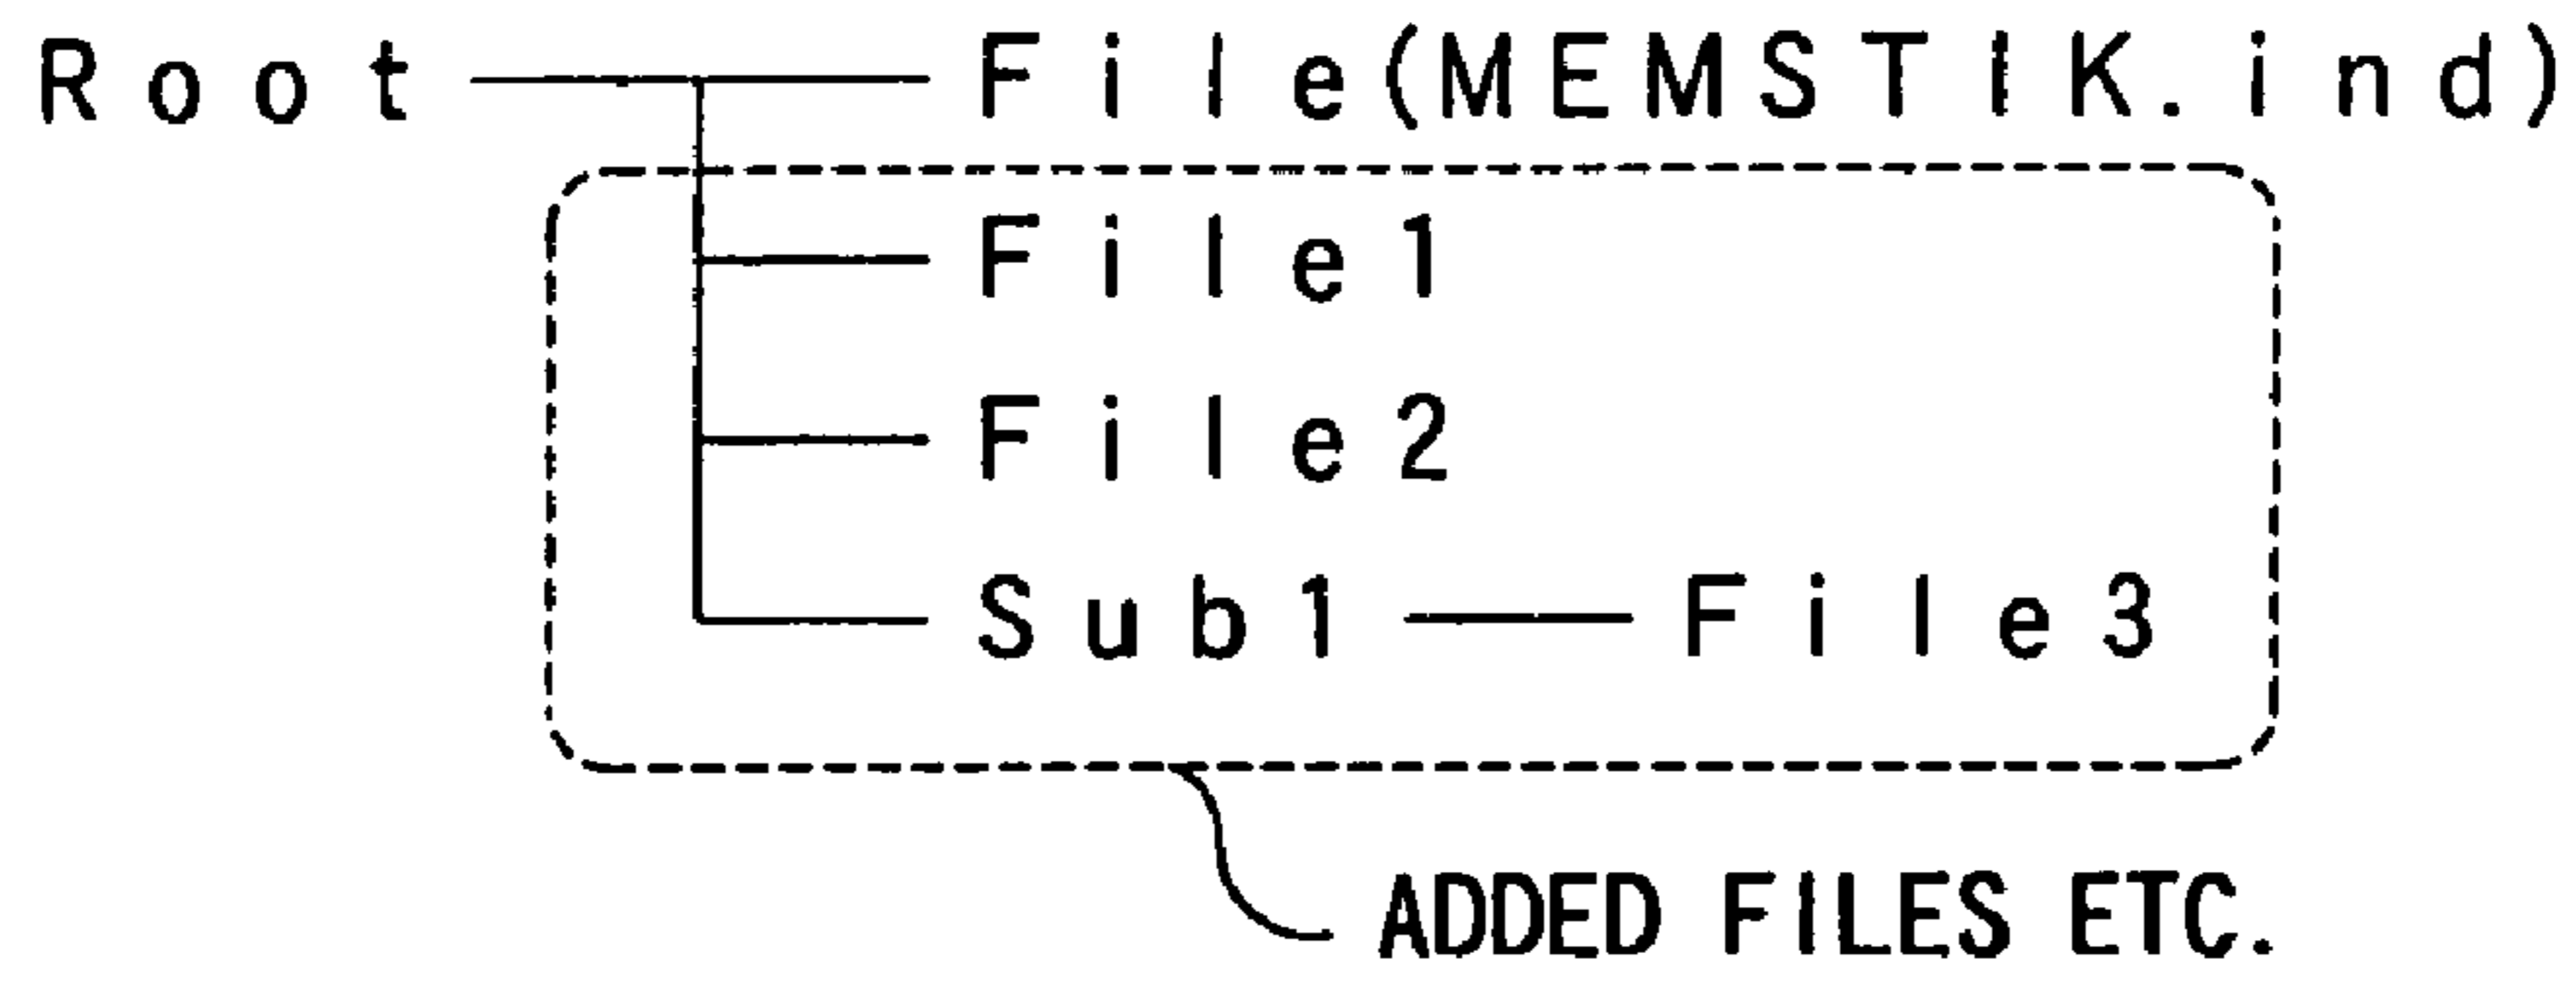 Root File(MEMSTIK.ind)
File1
File2
Sub1 File3
ADDED FILES ETC.